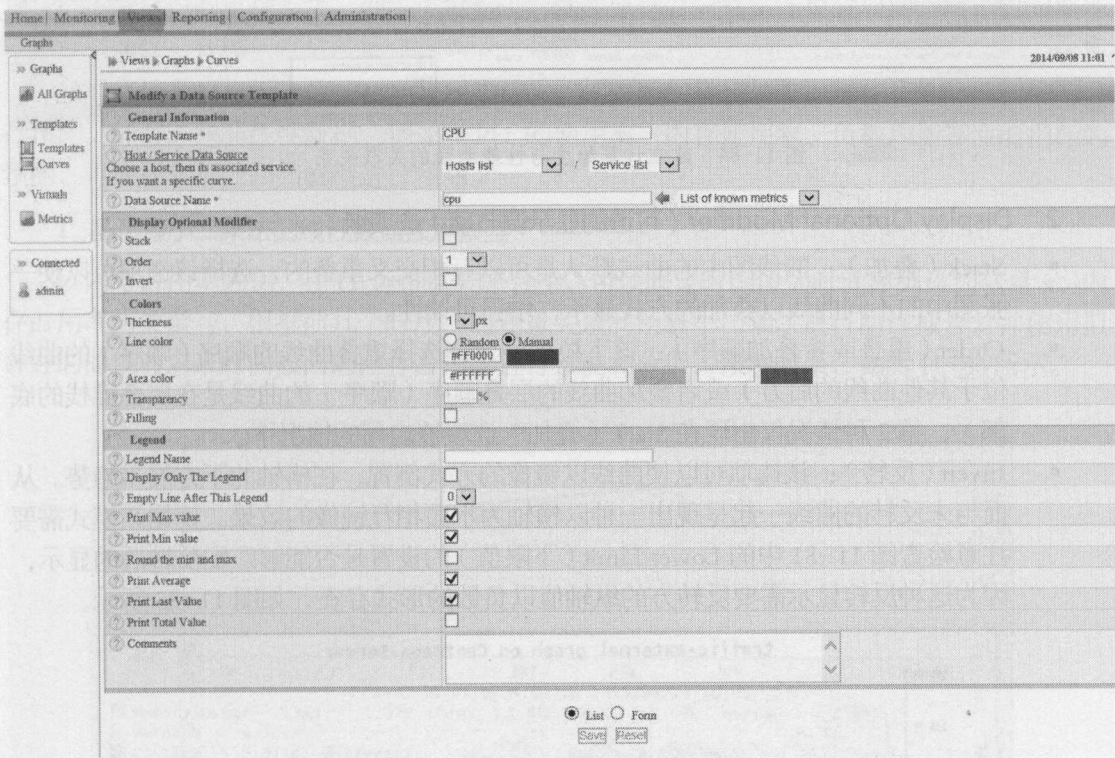 Home| Monitoring| Views| Reporting| Configuration| Administration|
Graphs
2014/09/08 11:01
Views Graphs Curves
Graphs
All Graphs
Templates
Templates
Curves
Virtuals
Metrics
Connected
admin
Modify a Data Source Template
General Information
Template Name * CPU
Host / Service Data Source Hosts list / Service list
Choose a host, then its associated service.
If you want a specific curve.
Data Source Name * cpu List of known metrics
Display Optional Modifier
Stack
Order 1
Invert
Colors
Thickness 1 px
Line color Random Manual
#FF0000
Area color #FFFFFF
Transparency %
Filling
Legend
Legend Name
Display Only The Legend
Empty Line After This Legend 0
Print Max value
Print Min value
Round the min and max
Print Average
Print Last Value
Print Total Value
Comments
List Form
Save Reset